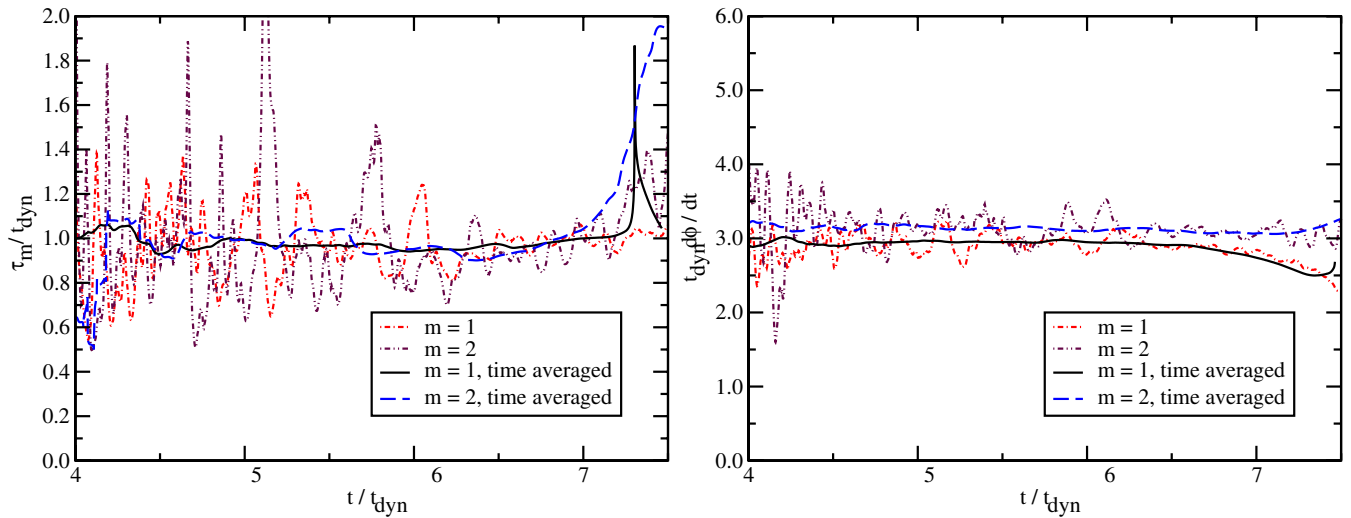 2.0
1.8
1.6
1.4
1.2
1.0
0.8
0.6
0.4
0.2
0.0
τm / tdyn
4
5
6
7
t / tdyn
m = 1
m = 2
m = 1, time averaged
m = 2, time averaged
6.0
5.0
4.0
3.0
2.0
1.0
0.0
tdyn dϕ / dt
4
5
6
7
t / tdyn
m = 1
m = 2
m = 1, time averaged
m = 2, time averaged